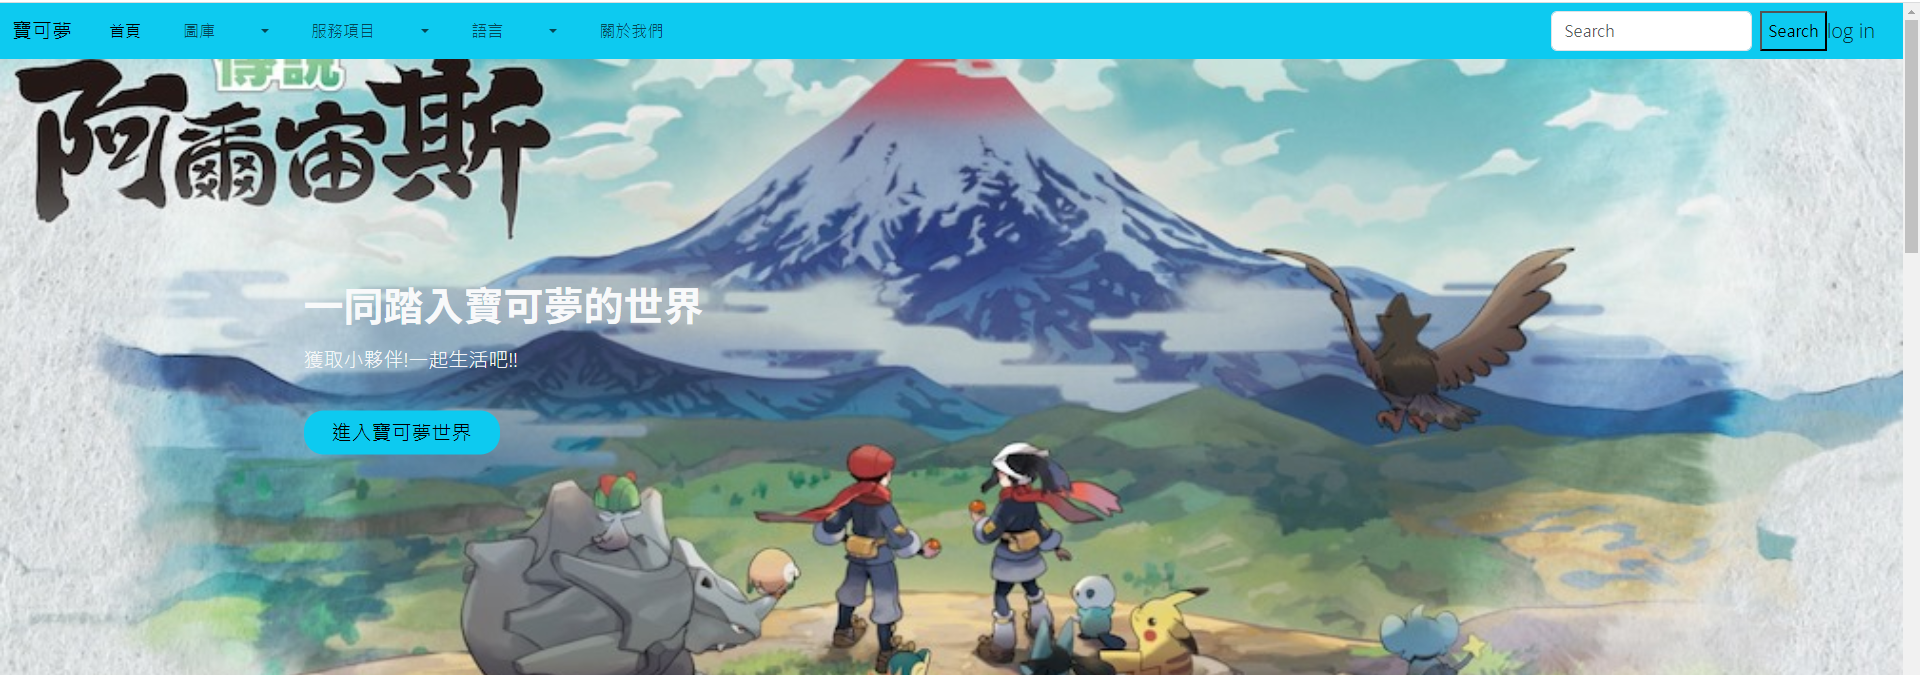 寶可夢 首頁 圖庫 服務項目 語言 關於我們 Search Search log in
傳說
阿爾宙斯
一同踏入寶可夢的世界
獲取小夥伴!一起生活吧!!
進入寶可夢世界